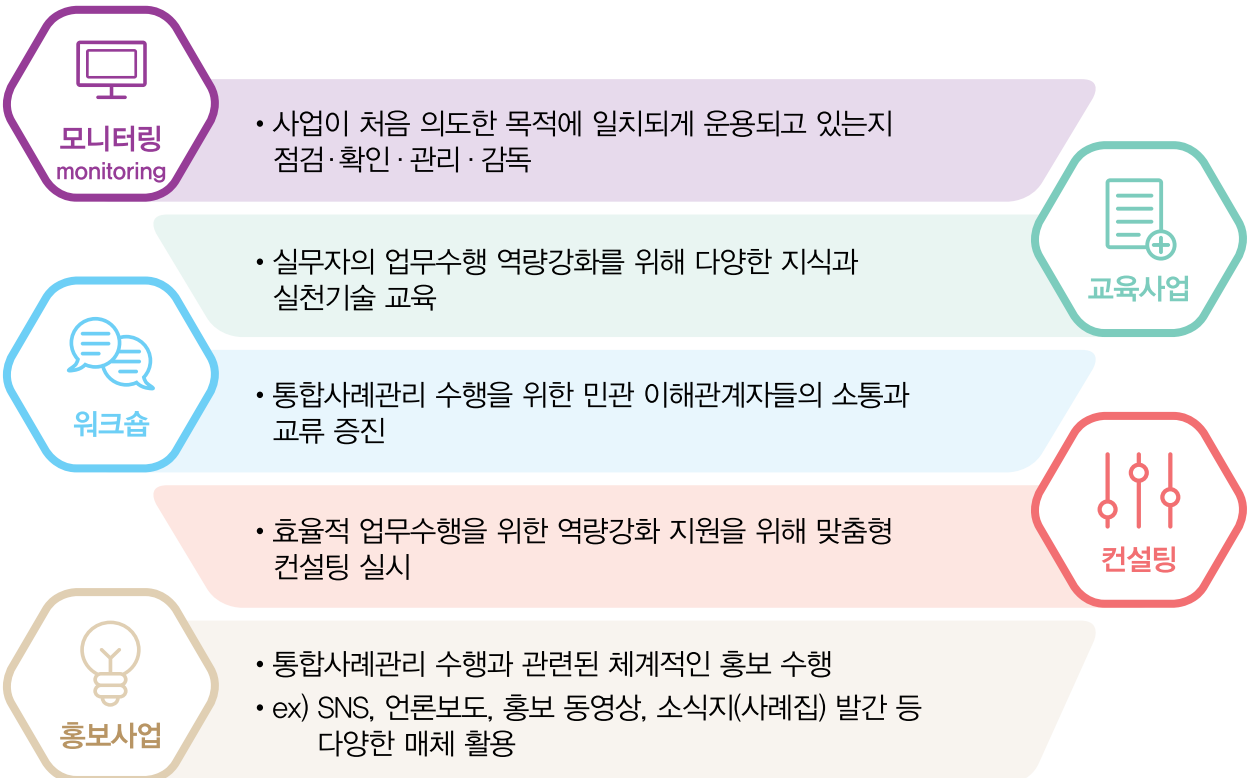 모니터링
monitoring
• 사업이 처음 의도한 목적에 일치되게 운용되고 있는지
점검·확인·관리·감독
교육사업
• 실무자의 업무수행 역량강화를 위해 다양한 지식과
실천기술 교육
워크숍
• 통합사례관리 수행을 위한 민관 이해관계자들의 소통과
교류 증진
컨설팅
• 효율적 업무수행을 위한 역량강화 지원을 위해 맞춤형
컨설팅 실시
홍보사업
• 통합사례관리 수행과 관련된 체계적인 홍보 수행
• ex) SNS, 언론보도, 홍보 동영상, 소식지(사례집) 발간 등
다양한 매체 활용